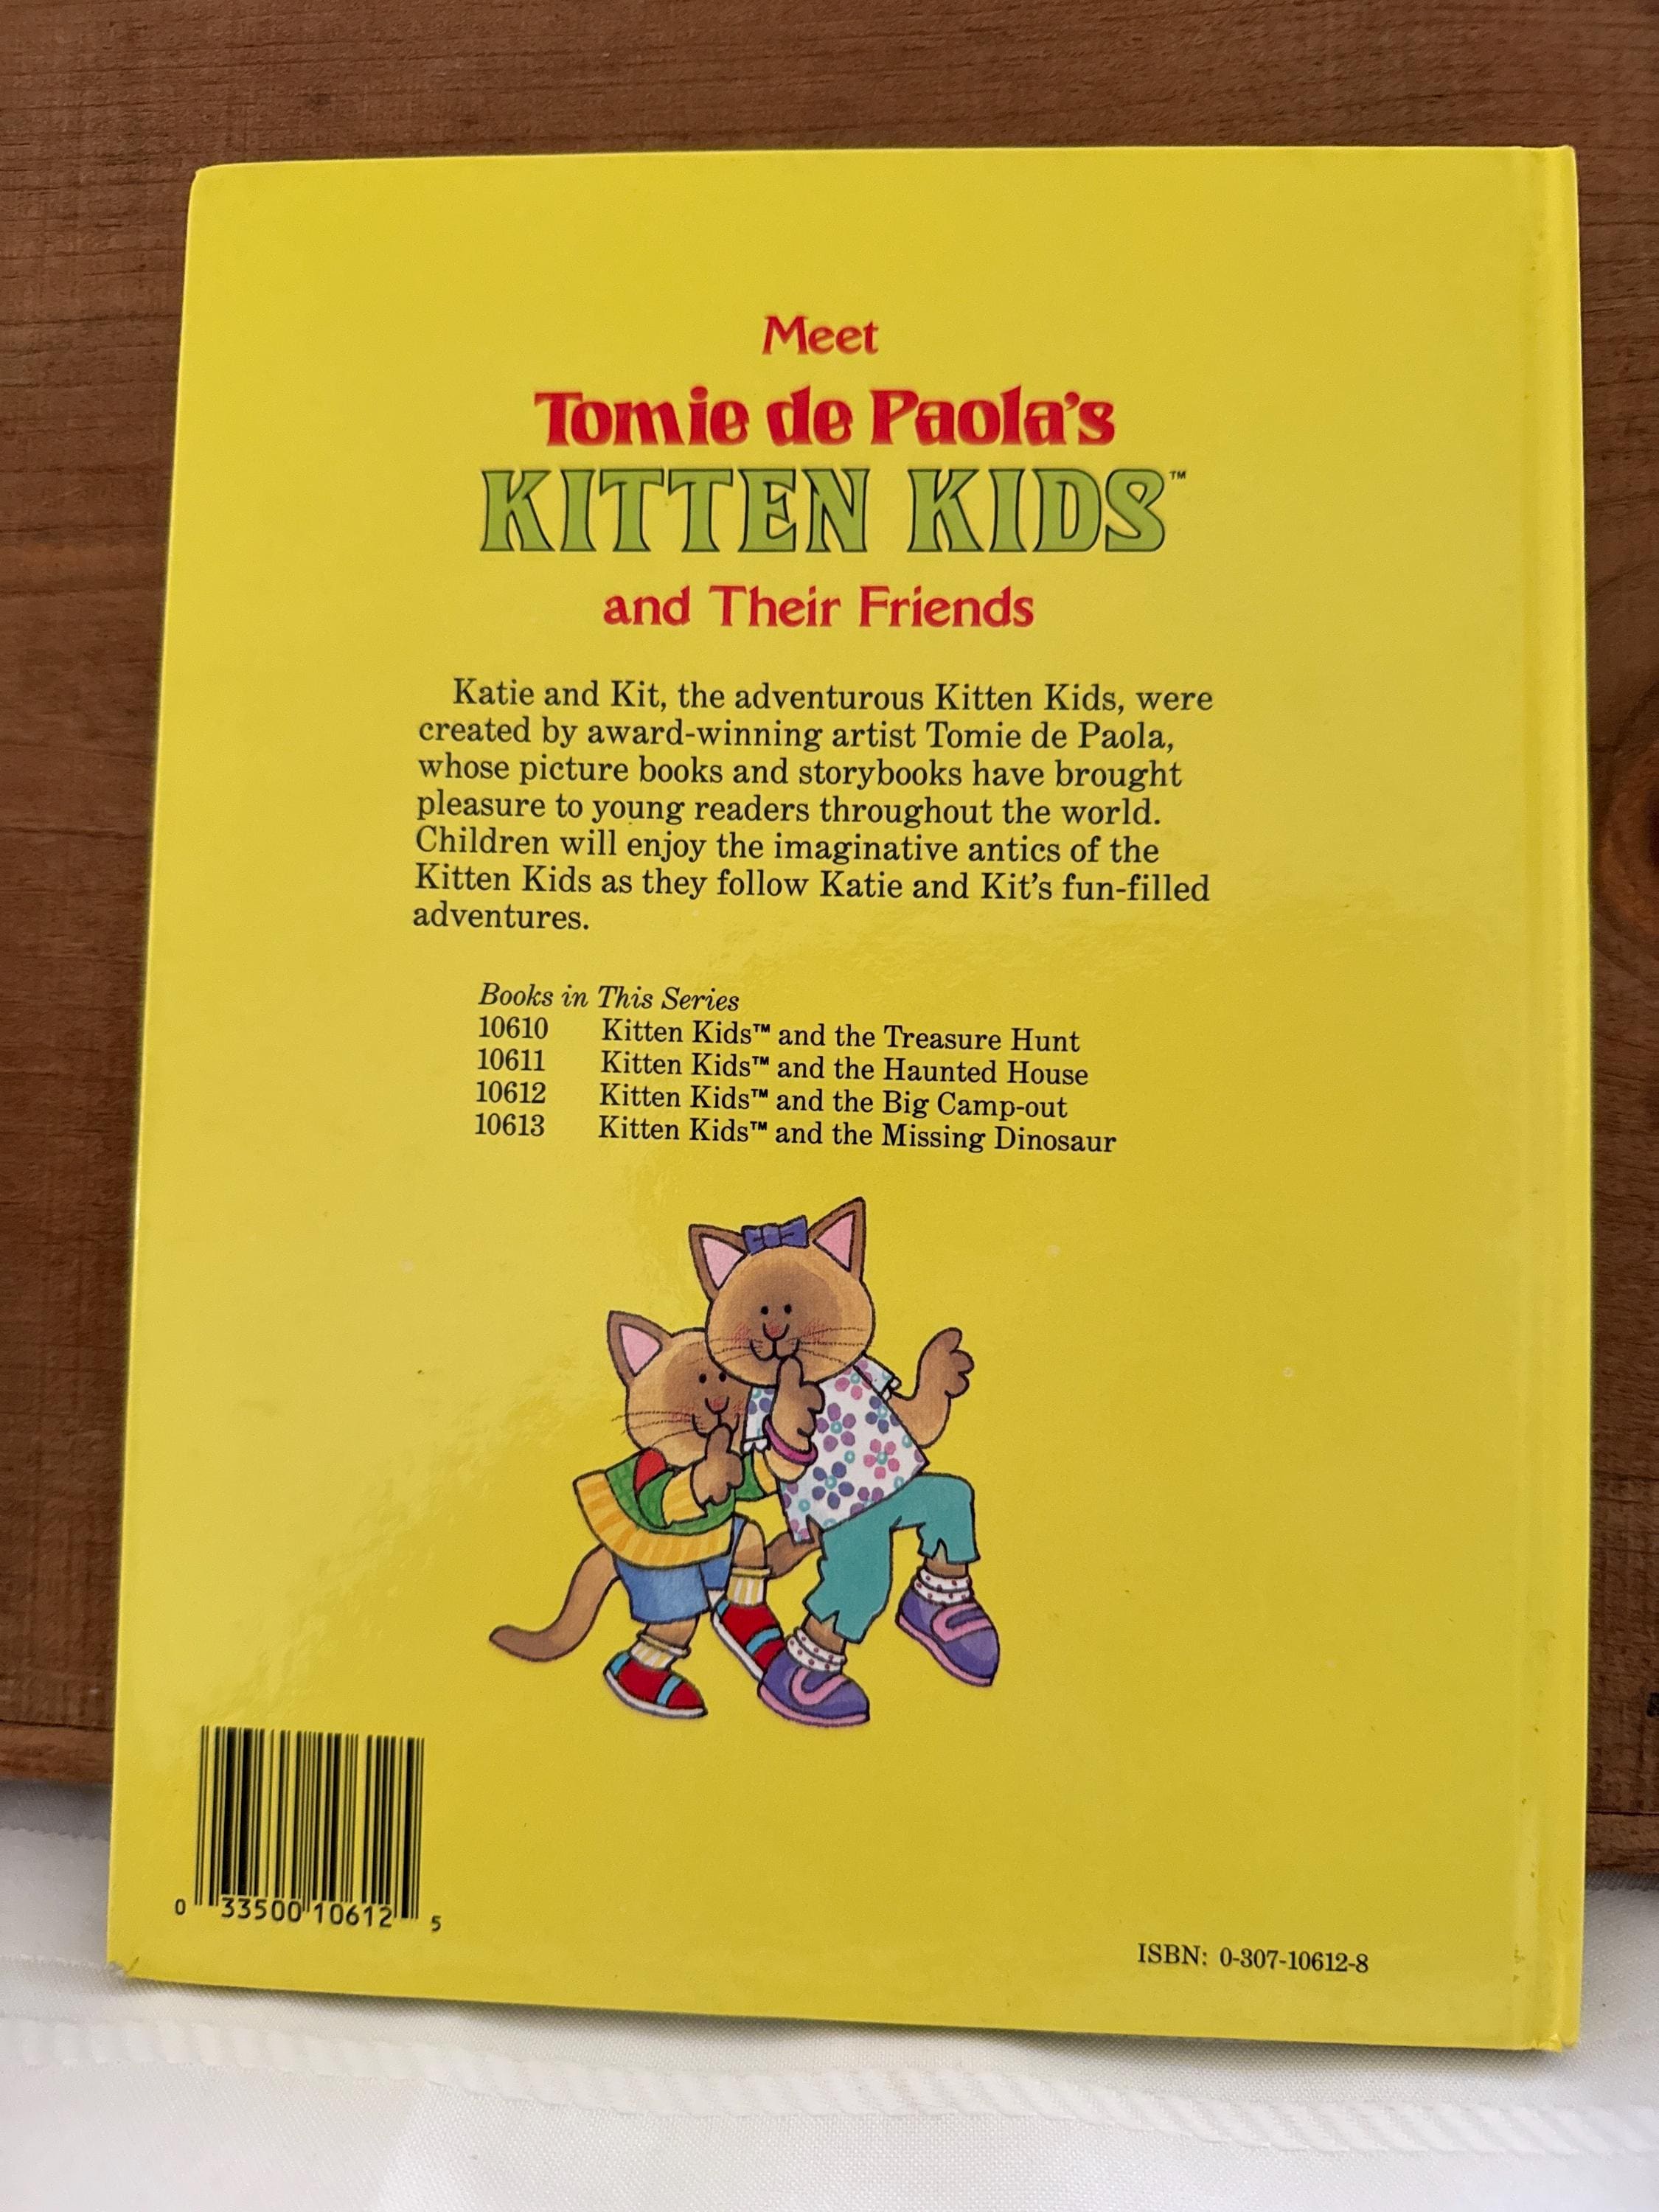 Meet
Tomie de Paola's
KITTEN KIDS™
and Their Friends
Katie and Kit, the adventurous Kitten Kids, were
created by award-winning artist Tomie de Paola,
whose picture books and storybooks have brought
pleasure to young readers throughout the world.
Children will enjoy the imaginative antics of the
Kitten Kids as they follow Katie and Kit's fun-filled
adventures.
Books in This Series
10610 Kitten Kids™ and the Treasure Hunt
10611 Kitten Kids™ and the Haunted House
10612 Kitten Kids™ and the Big Camp-out
10613 Kitten Kids™ and the Missing Dinosaur
0 33500 10612 5
ISBN: 0-307-10612-8